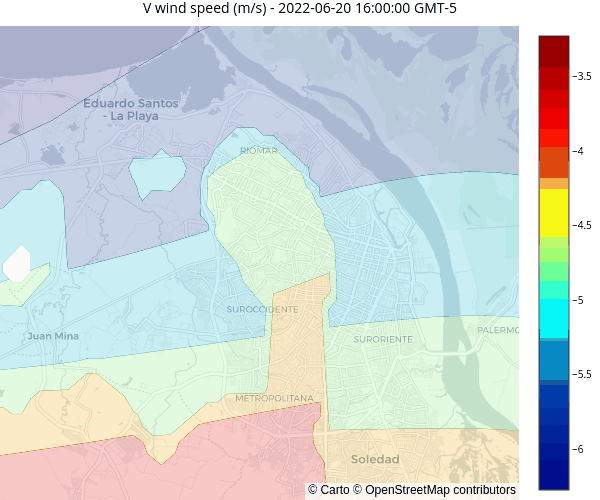 V wind speed (m/s) - 2022-06-20 16:00:00 GMT-5
Eduardo Santos
- La Playa
RIOMAR
SUROCCIDENTE
Juan Mina
SURORIENTE
PALERMO
METROPOLITANA
Soledad
−3.5
−4
−4.5
−5
−5.5
−6
© Carto © OpenStreetMap contributors